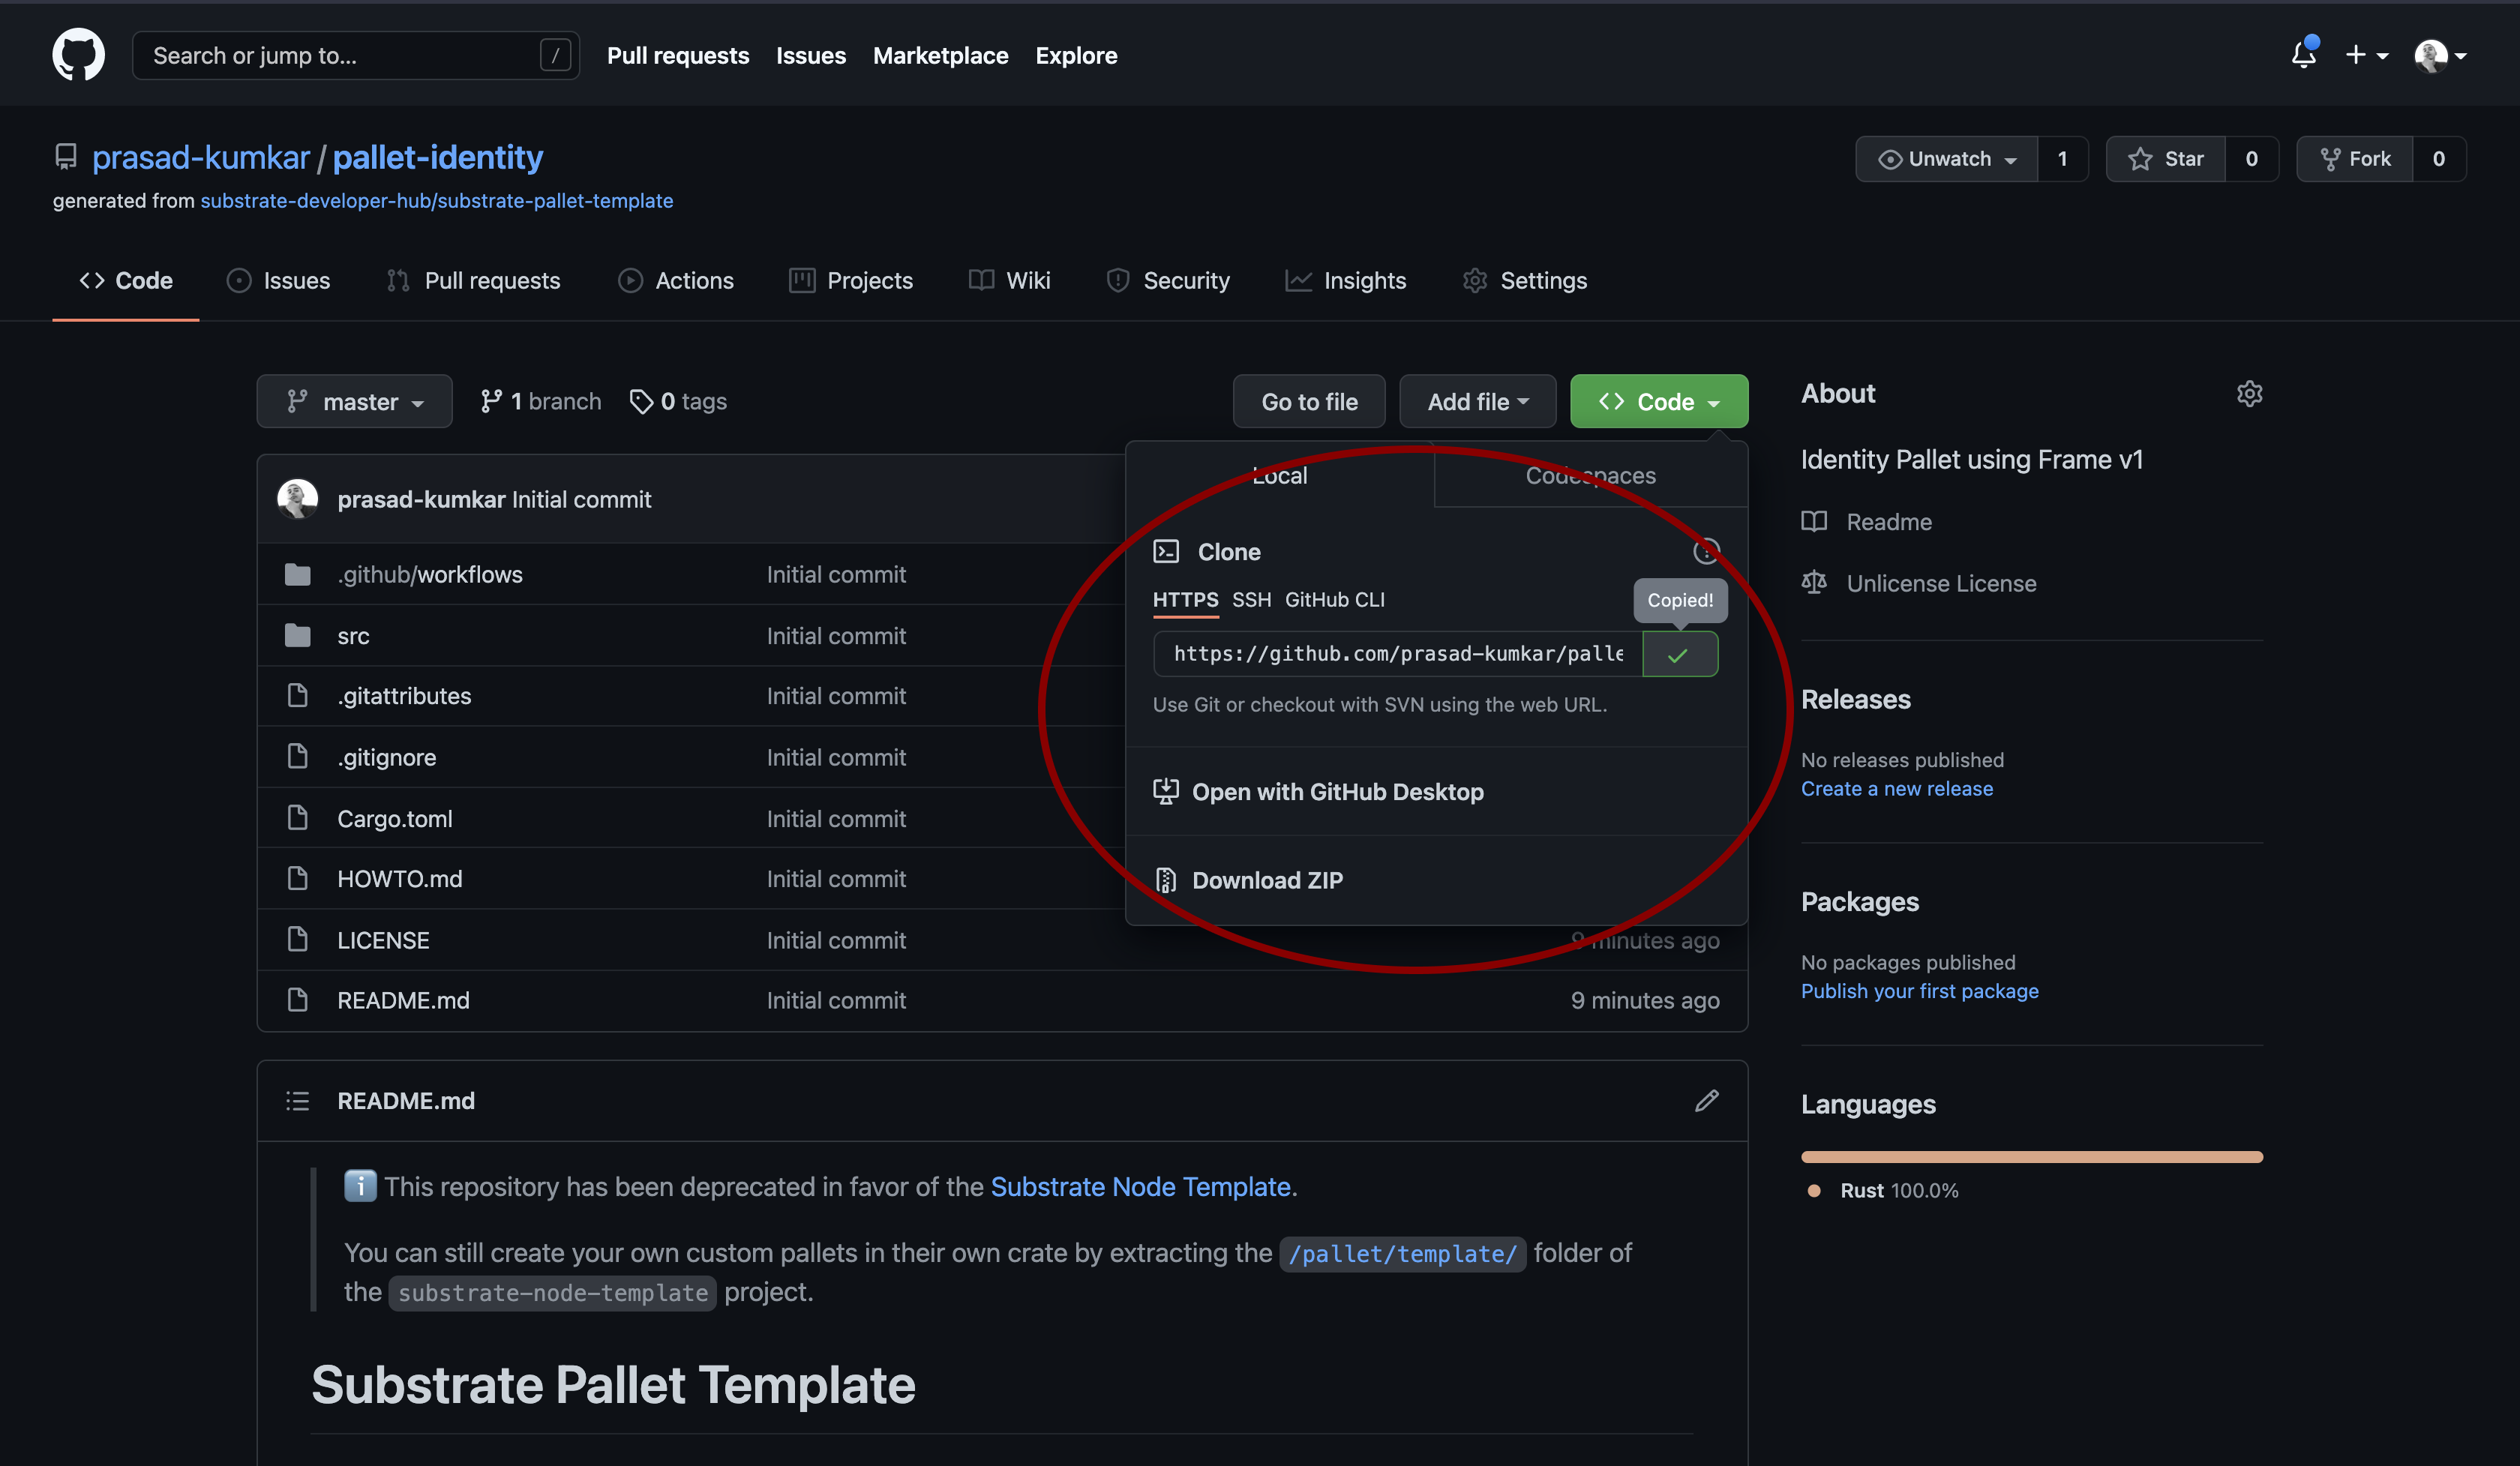 Search or jump to... /
Pull requests Issues Marketplace Explore
prasad-kumkar / pallet-identity
generated from substrate-developer-hub/substrate-pallet-template
Unwatch 1 Star 0 Fork 0
Code Issues Pull requests Actions Projects Wiki Security Insights Settings
master 1 branch 0 tags
Go to file Add file Code
Local Codespaces
Clone
HTTPS SSH GitHub CLI
Copied!
https://github.com/prasad-kumkar/palle
Use Git or checkout with SVN using the web URL.
Open with GitHub Desktop
Download ZIP
prasad-kumkar Initial commit
.github/workflows Initial commit
src Initial commit
.gitattributes Initial commit
.gitignore Initial commit
Cargo.toml Initial commit
HOWTO.md Initial commit
LICENSE Initial commit 9 minutes ago
README.md Initial commit 9 minutes ago
README.md
This repository has been deprecated in favor of the Substrate Node Template.
You can still create your own custom pallets in their own crate by extracting the /pallet/template/ folder of
the substrate-node-template project.
Substrate Pallet Template
About
Identity Pallet using Frame v1
Readme
Unlicense License
Releases
No releases published
Create a new release
Packages
No packages published
Publish your first package
Languages
Rust 100.0%